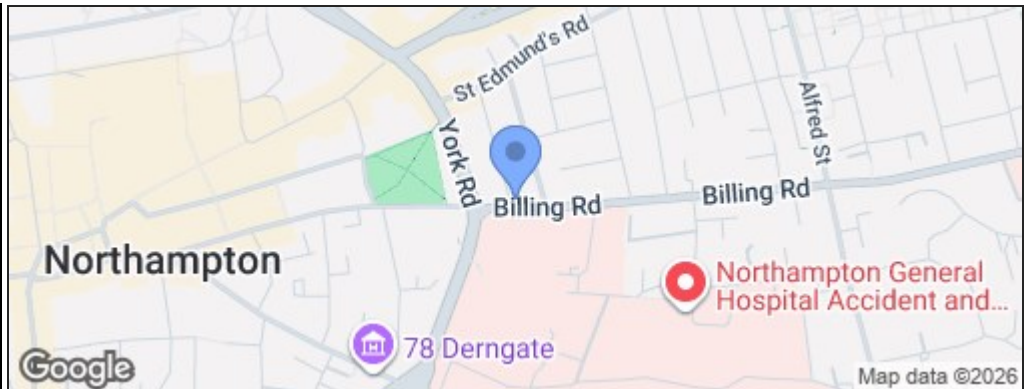 St Edmund's Rd
York Rd
Alfred St
Billing Rd
Billing Rd
Northampton
Northampton General
Hospital Accident and...
78 Derngate
Google
Map data ©2026